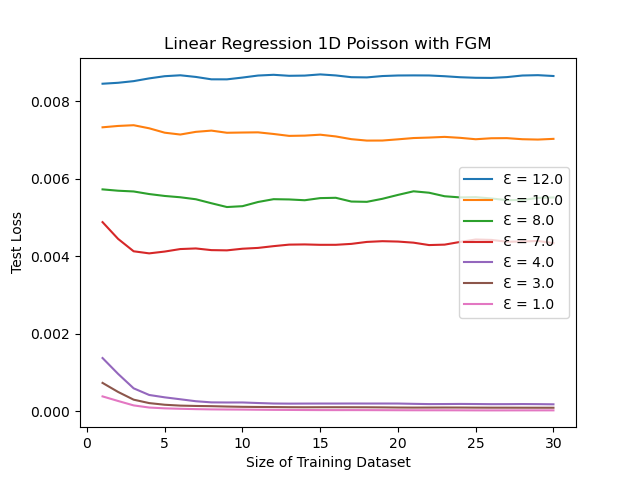 Linear Regression 1D Poisson with FGM
Test Loss
0.008
0.006
0.004
0.002
0.000
Ɛ = 12.0
Ɛ = 10.0
Ɛ = 8.0
Ɛ = 7.0
Ɛ = 4.0
Ɛ = 3.0
Ɛ = 1.0
0 5 10 15 20 25 30
Size of Training Dataset